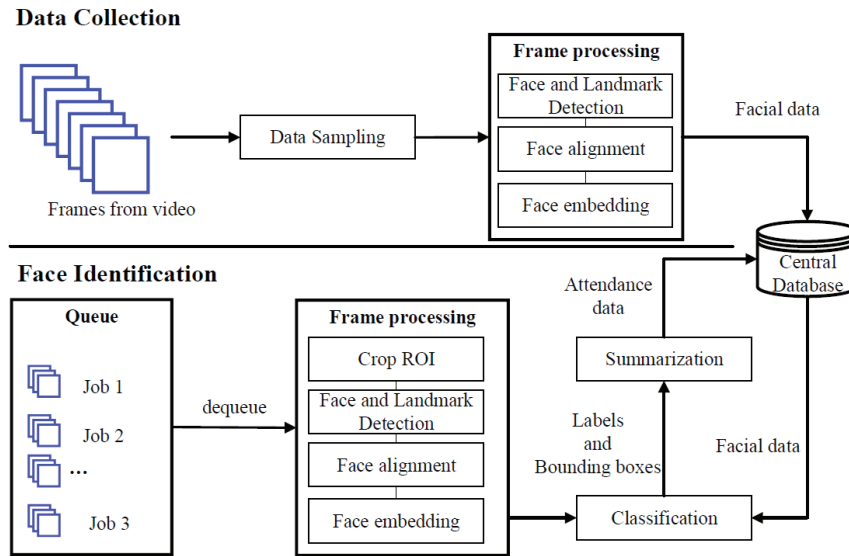 Data Collection
Frames from video
Data Sampling
Frame processing
Face and Landmark
Detection
Face alignment
Face embedding
Facial data
Central
Database
Face Identification
Queue
Job 1
Job 2
...
Job 3
dequeue
Frame processing
Crop ROI
Face and Landmark
Detection
Face alignment
Face embedding
Attendance
data
Summarization
Labels
and
Bounding boxes
Classification
Facial data